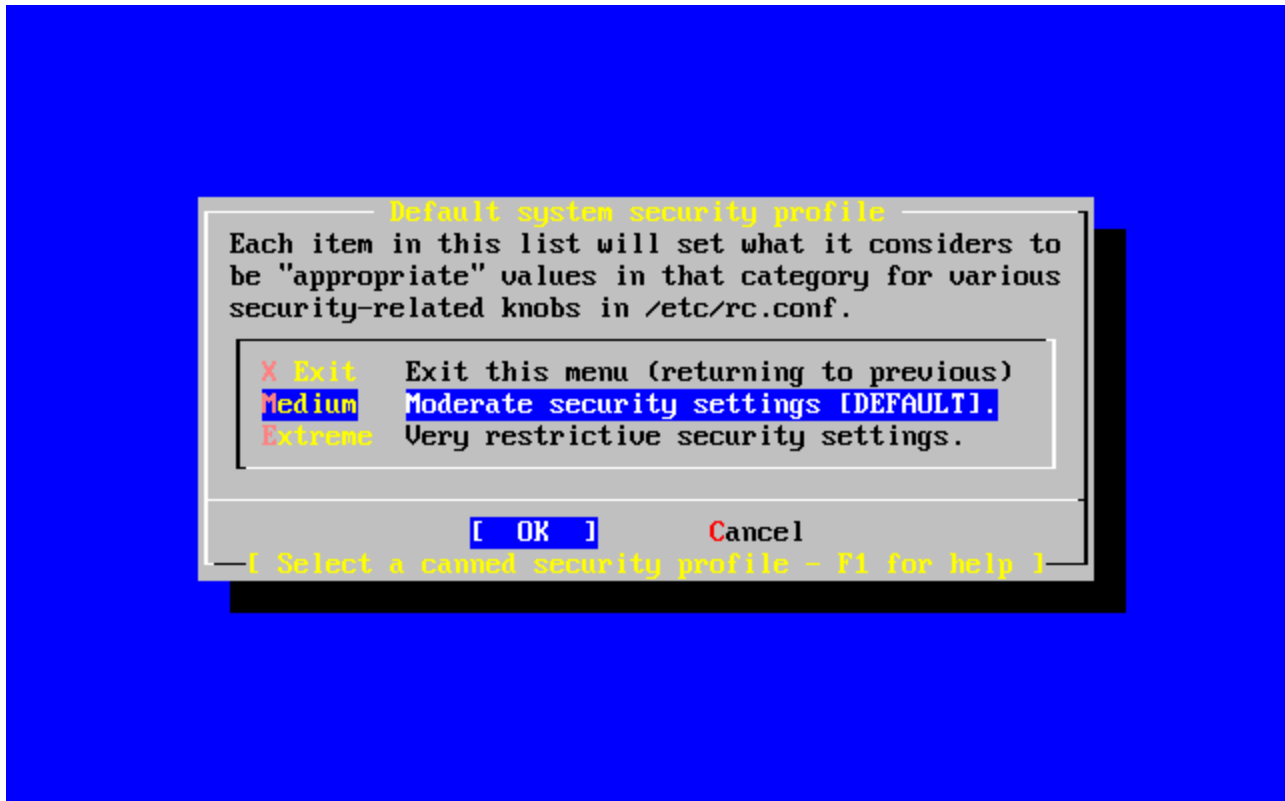 Default system security profile
Each item in this list will set what it considers to
be "appropriate" values in that category for various
security-related knobs in /etc/rc.conf.
X Exit Exit this menu (returning to previous)
Medium Moderate security settings [DEFAULT].
Extreme Very restrictive security settings.
[ OK ] Cancel
[ Select a canned security profile - F1 for help ]